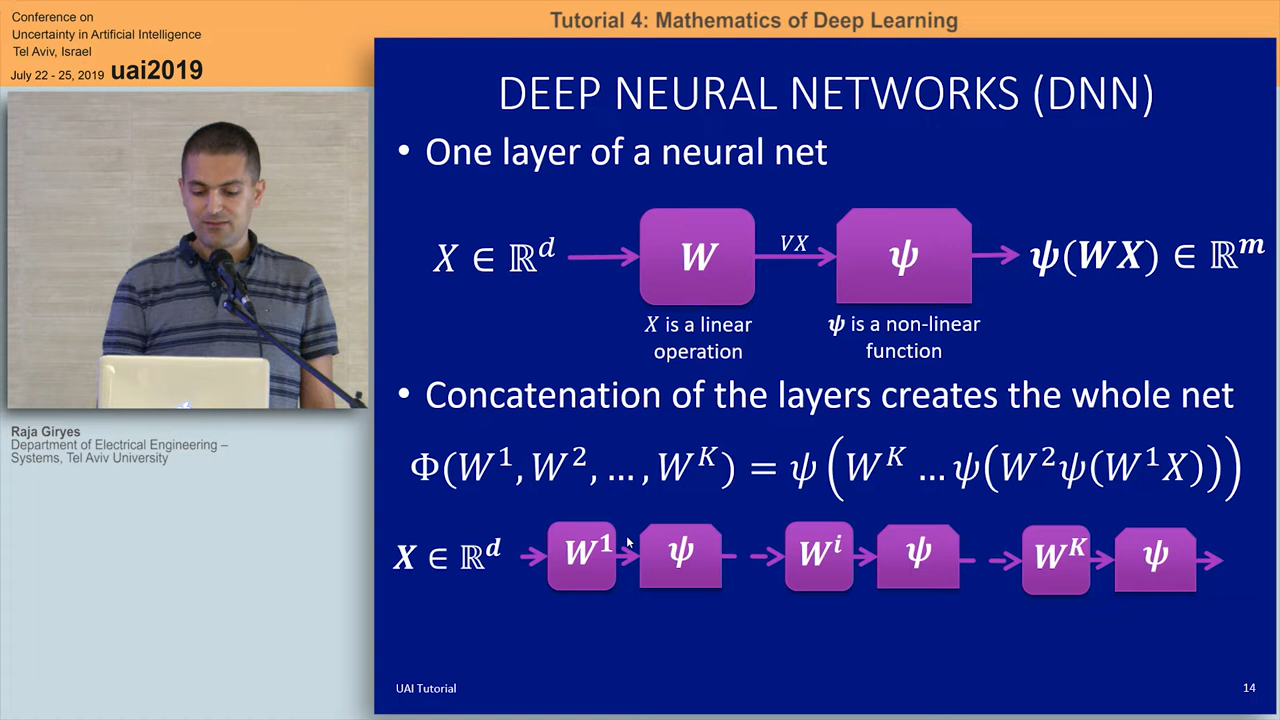 Conference on
Uncertainty in Artificial Intelligence
Tel Aviv, Israel
July 22 - 25, 2019 uai2019
Tutorial 4: Mathematics of Deep Learning
Raja Giryes
Department of Electrical Engineering –
Systems, Tel Aviv University
DEEP NEURAL NETWORKS (DNN)
• One layer of a neural net
X ∈ ℝ^d W VX ψ ψ(WX) ∈ ℝ^m
X is a linear
operation
ψ is a non-linear
function
• Concatenation of the layers creates the whole net
Φ(W^1, W^2, …, W^K) = ψ(W^K … ψ(W^2ψ(W^1X)))
X ∈ ℝ^d W^1 ψ W^i ψ W^K ψ
UAI Tutorial 14